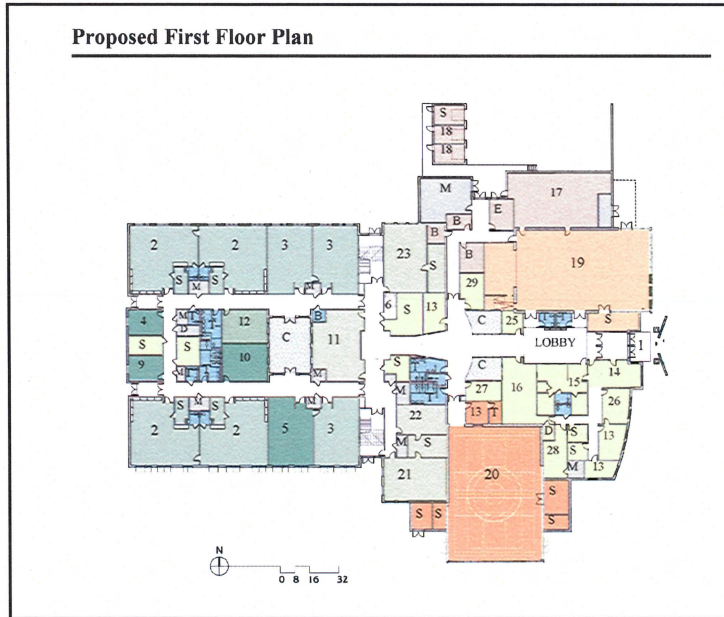 Proposed First Floor Plan
S
18
18
M
17
E
B
2
2
3
3
23
B
S
B
19
S
S
M
M
29
6
S
13
4
M
T
12
B
C
25
T
T
S
D
T
C
11
LOBBY
1
S
S
9
M
T
10
M
S
T
C
16
15
14
M
T
27
26
S
S
M
M
22
13
T
D
S
13
2
2
5
3
M
S
28
S
M
13
21
20
S
S
S
S
N
0 8 16 32